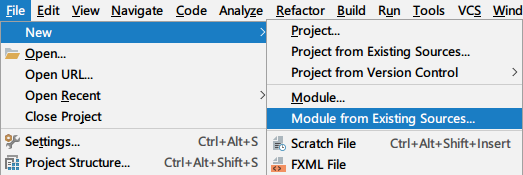 File Edit View Navigate Code Analyze Refactor Build Run Tools VCS Wind
New
Open...
Open URL...
Open Recent
Close Project
Settings... Ctrl+Alt+S
Project Structure... Ctrl+Alt+Shift+S
Project...
Project from Existing Sources...
Project from Version Control
Module...
Module from Existing Sources...
Scratch File Ctrl+Alt+Shift+Insert
FXML File